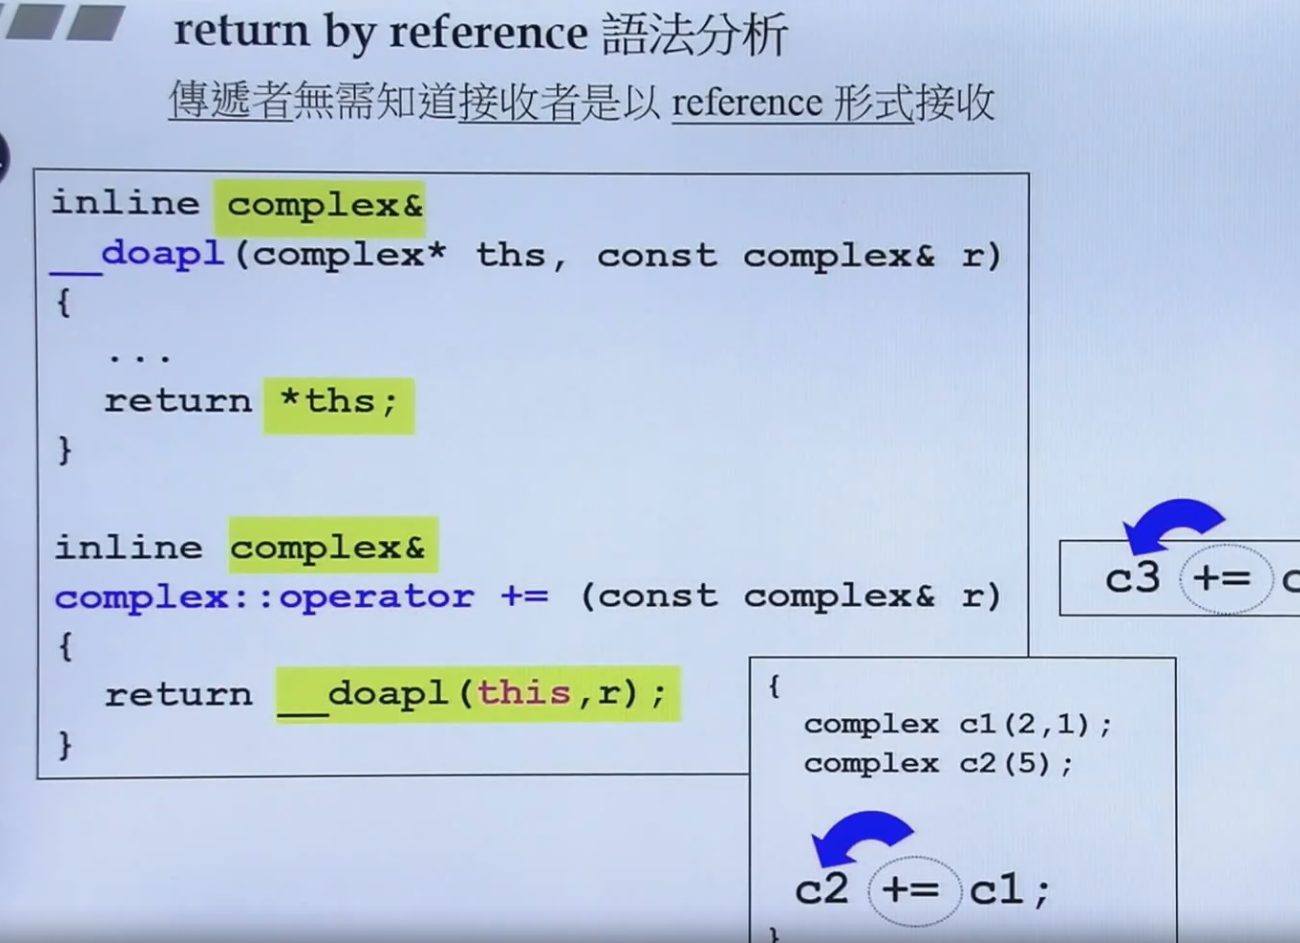 return by reference 語法分析
傳遞者無需知道接收者是以 reference 形式接收
inline complex&
__doapl(complex* ths, const complex& r)
{
...
return *ths;
}
inline complex&
complex::operator += (const complex& r)
{
return __doapl(this,r);
}
c3 += c
{
complex c1(2,1);
complex c2(5);
c2 += c1;
}